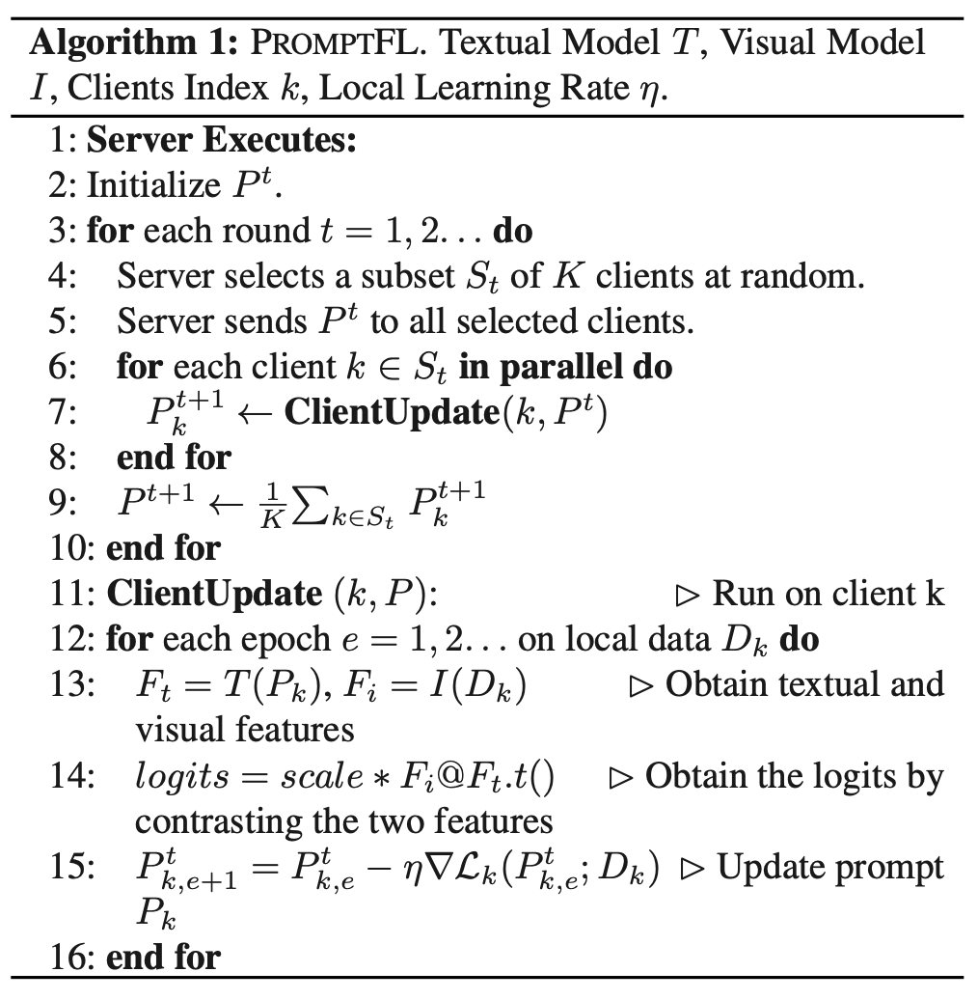 Algorithm 1: PROMPTFL. Textual Model T, Visual Model
I, Clients Index k, Local Learning Rate η.
1: Server Executes:
2: Initialize P^t.
3: for each round t = 1, 2... do
4: Server selects a subset S_t of K clients at random.
5: Server sends P^t to all selected clients.
6: for each client k ∈ S_t in parallel do
7: P_k^{t+1} ← ClientUpdate(k, P^t)
8: end for
9: P^{t+1} ← \frac{1}{K} ∑_{k∈S_t} P_k^{t+1}
10: end for
11: ClientUpdate (k, P): ▷ Run on client k
12: for each epoch e = 1, 2... on local data D_k do
13: F_t = T(P_k), F_i = I(D_k) ▷ Obtain textual and
visual features
14: logits = scale * F_i@F_t.t() ▷ Obtain the logits by
contrasting the two features
15: P_{k,e+1}^t = P_{k,e}^t − η∇ℒ_k(P_{k,e}^t; D_k) ▷ Update prompt
P_k
16: end for